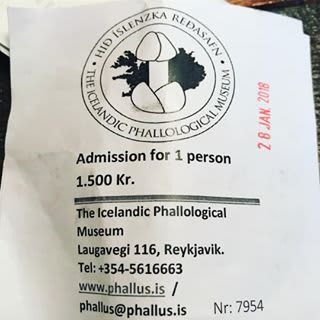 HIÐ ÍSLENZKA REÐASAFN
THE ICELANDIC PHALLOLOGICAL MUSEUM
28 JAN. 2018
Admission for 1 person
1.500 Kr.
The Icelandic Phallological
Museum
Laugavegi 116, Reykjavik.
Tel: +354-5616663
www.phallus.is /
phallus@phallus.is Nr: 7954